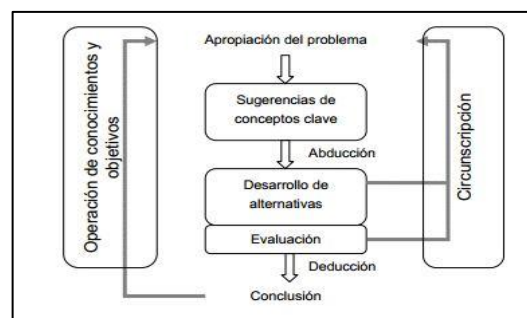 Apropiación del problema
Sugerencias de
conceptos clave
Abducción
Desarrollo de
alternativas
Evaluación
Deducción
Conclusión
Operación de conocimientos y
objetivos
Circunscripción